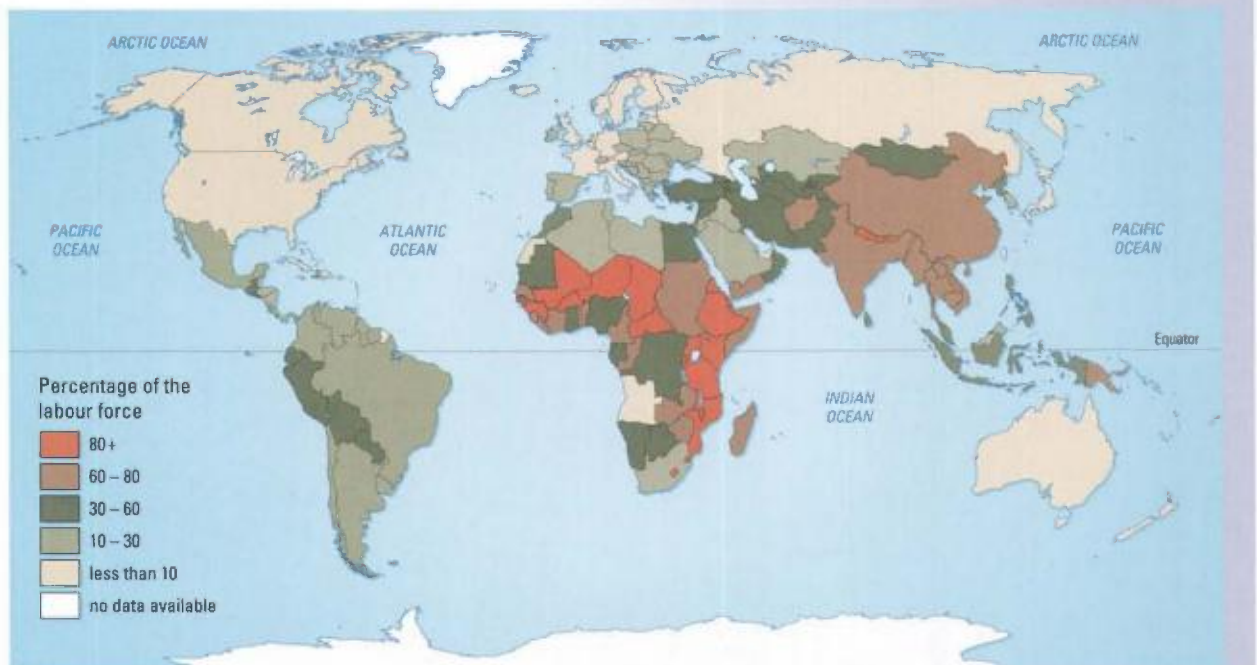 ARCTIC OCEAN
ARCTIC OCEAN
PACIFIC
OCEAN
ATLANTIC
OCEAN
PACIFIC
OCEAN
Equator
INDIAN
OCEAN
Percentage of the
labour force
80+
60 – 80
30 – 60
10 – 30
less than 10
no data available